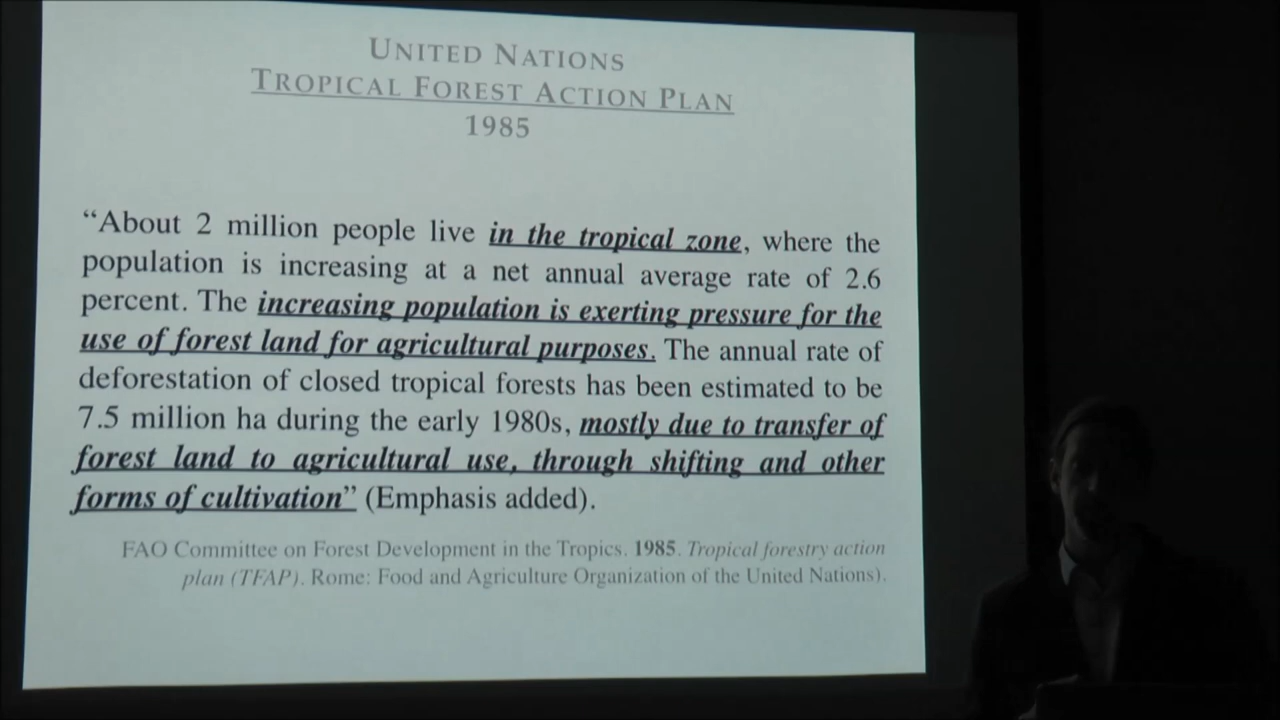 UNITED NATIONS
TROPICAL FOREST ACTION PLAN
1985
“About 2 million people live in the tropical zone, where the
population is increasing at a net annual average rate of 2.6
percent. The increasing population is exerting pressure for the
use of forest land for agricultural purposes. The annual rate of
deforestation of closed tropical forests has been estimated to be
7.5 million ha during the early 1980s, mostly due to transfer of
forest land to agricultural use, through shifting and other
forms of cultivation” (Emphasis added).
FAO Committee on Forest Development in the Tropics. 1985. Tropical forestry action
plan (TFAP). Rome: Food and Agriculture Organization of the United Nations).